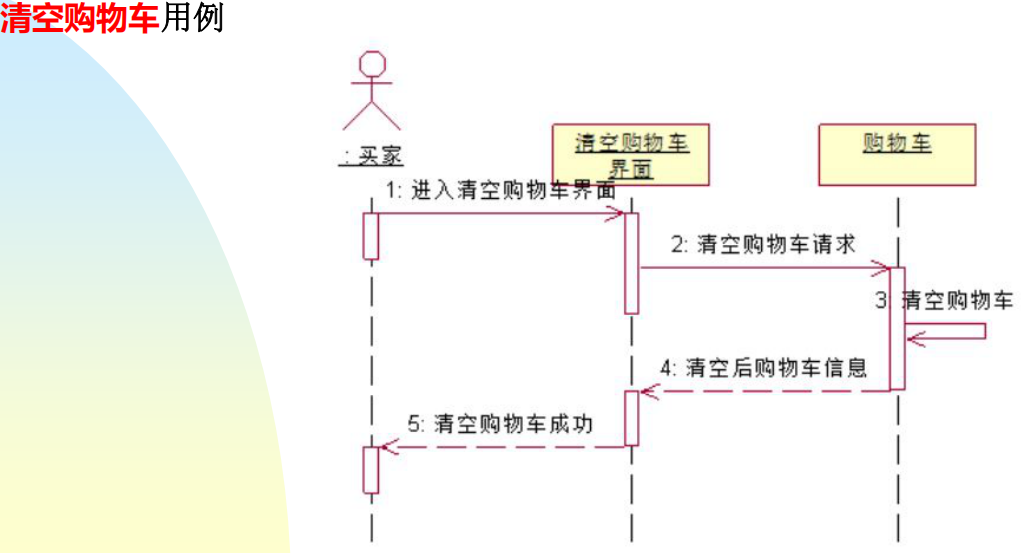 清空购物车用例
: 买家
清空购物车
界面
购物车
1: 进入清空购物车界面
2: 清空购物车请求
3: 清空购物车
4: 清空后购物车信息
5: 清空购物车成功